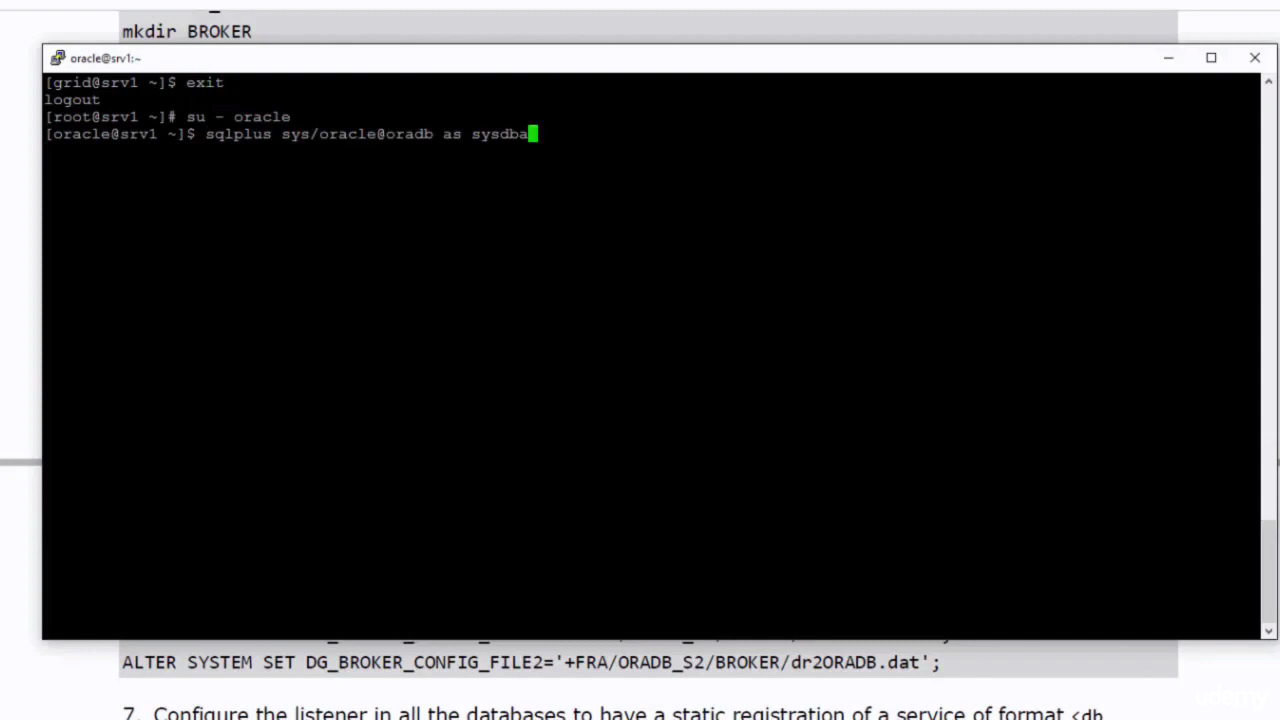 mkdir BROKER
oracle@srv1:~
[grid@srv1 ~]$ exit
logout
[root@srv1 ~]# su - oracle
[oracle@srv1 ~]$ sqlplus sys/oracle@oradb as sysdba
ALTER SYSTEM SET DG_BROKER_CONFIG_FILE2='+FRA/ORADB_S2/BROKER/dr2ORADB.dat';
7. Configure the listener in all the databases to have a static registration of a service of format <db
udemy